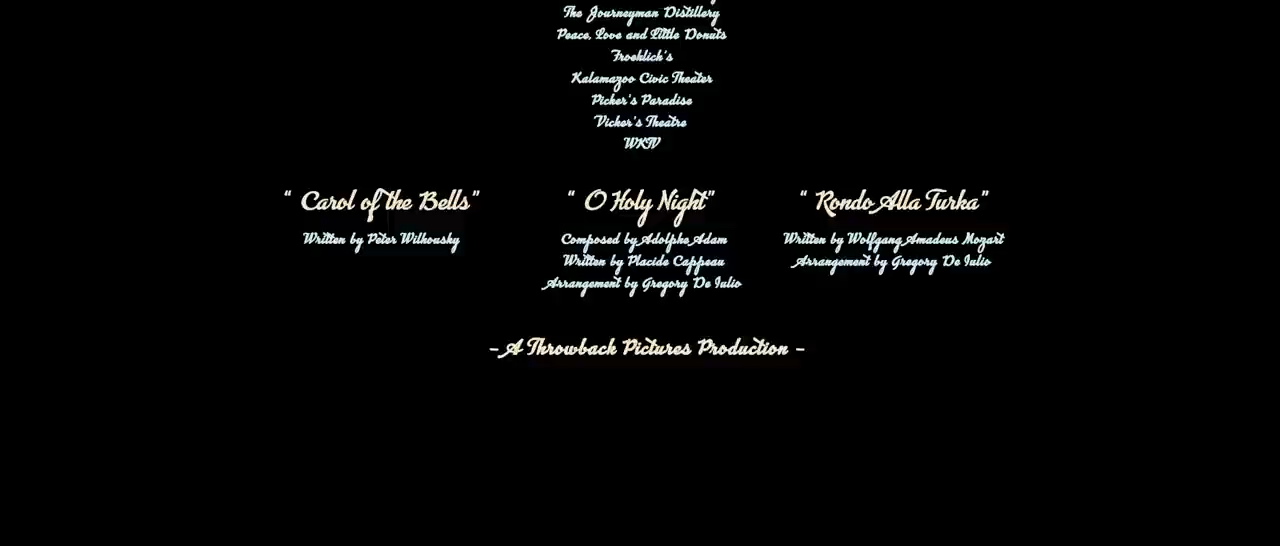 The Journeyman Distillery
Peace, Love and Little Donuts
Froehlich's
Kalamazoo Civic Theater
Picker's Paradise
Vicker's Theatre
WKTV
" Carol of the Bells"
Written by Peter Wilhousky
" O Holy Night"
Composed by Adolphe Adam
Written by Placide Cappeau
Arrangement by Gregory De Iulio
" Rondo Alla Turka"
Written by Wolfgang Amadeus Mozart
Arrangement by Gregory De Iulio
- A Throwback Pictures Production -